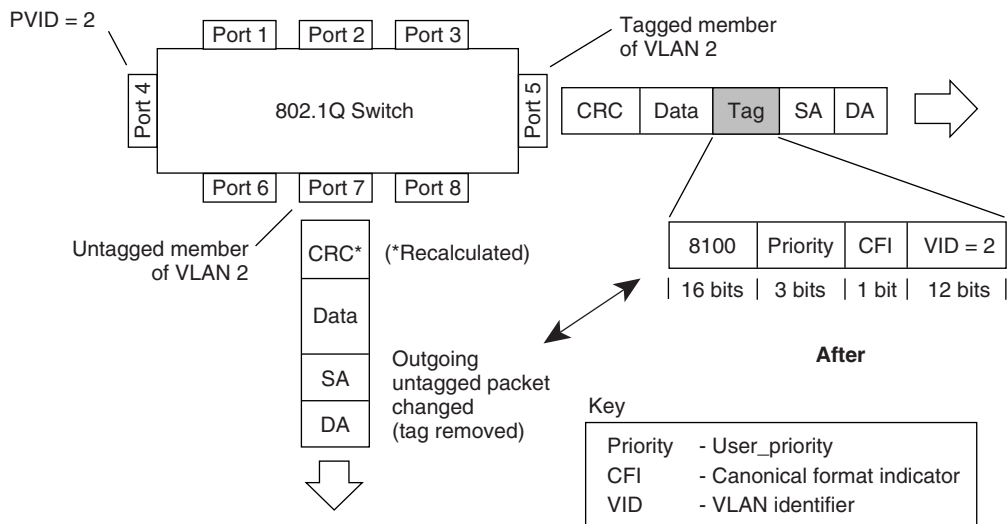 PVID = 2
Port 1
Port 2
Port 3
Tagged member
of VLAN 2
Port 4
802.1Q Switch
Port 5
CRC
Data
Tag
SA
DA
Port 6
Port 7
Port 8
Untagged member
of VLAN 2
CRC*
(*Recalculated)
Data
SA
DA
8100
Priority
CFI
VID = 2
16 bits
3 bits
1 bit
12 bits
Outgoing
untagged packet
changed
(tag removed)
After
Key
Priority - User_priority
CFI - Canonical format indicator
VID - VLAN identifier